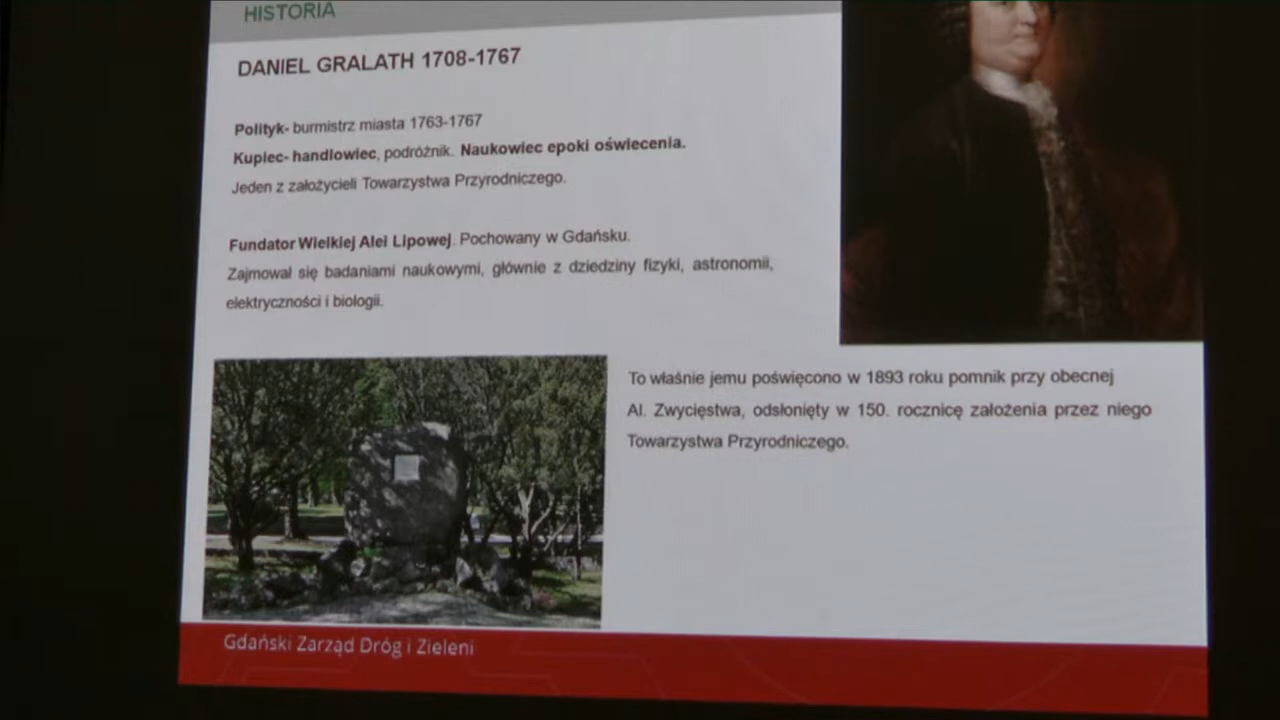 HISTORIA
DANIEL GRALATH 1708-1767
Polityk- burmistrz miasta 1763-1767
Kupiec- handlowiec, podróżnik. Naukowiec epoki oświecenia.
Jeden z założycieli Towarzystwa Przyrodniczego.
Fundator Wielkiej Alei Lipowej. Pochowany w Gdańsku.
Zajmował się badaniami naukowymi, głównie z dziedziny fizyki, astronomii,
elektryczności i biologii.
To właśnie jemu poświęcono w 1893 roku pomnik przy obecnej
Al. Zwycięstwa, odsłonięty w 150. rocznicę założenia przez niego
Towarzystwa Przyrodniczego.
Gdański Zarząd Dróg i Zieleni